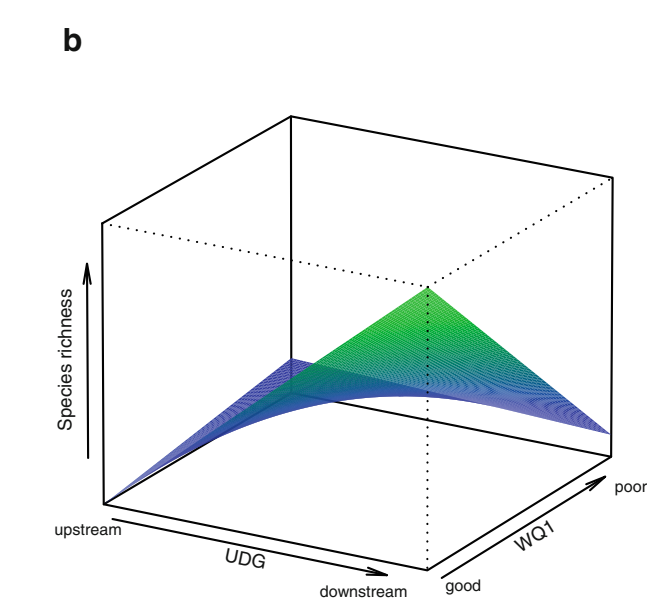 b
Species richness
upstream
UDG
downstream
good
WQ1
poor